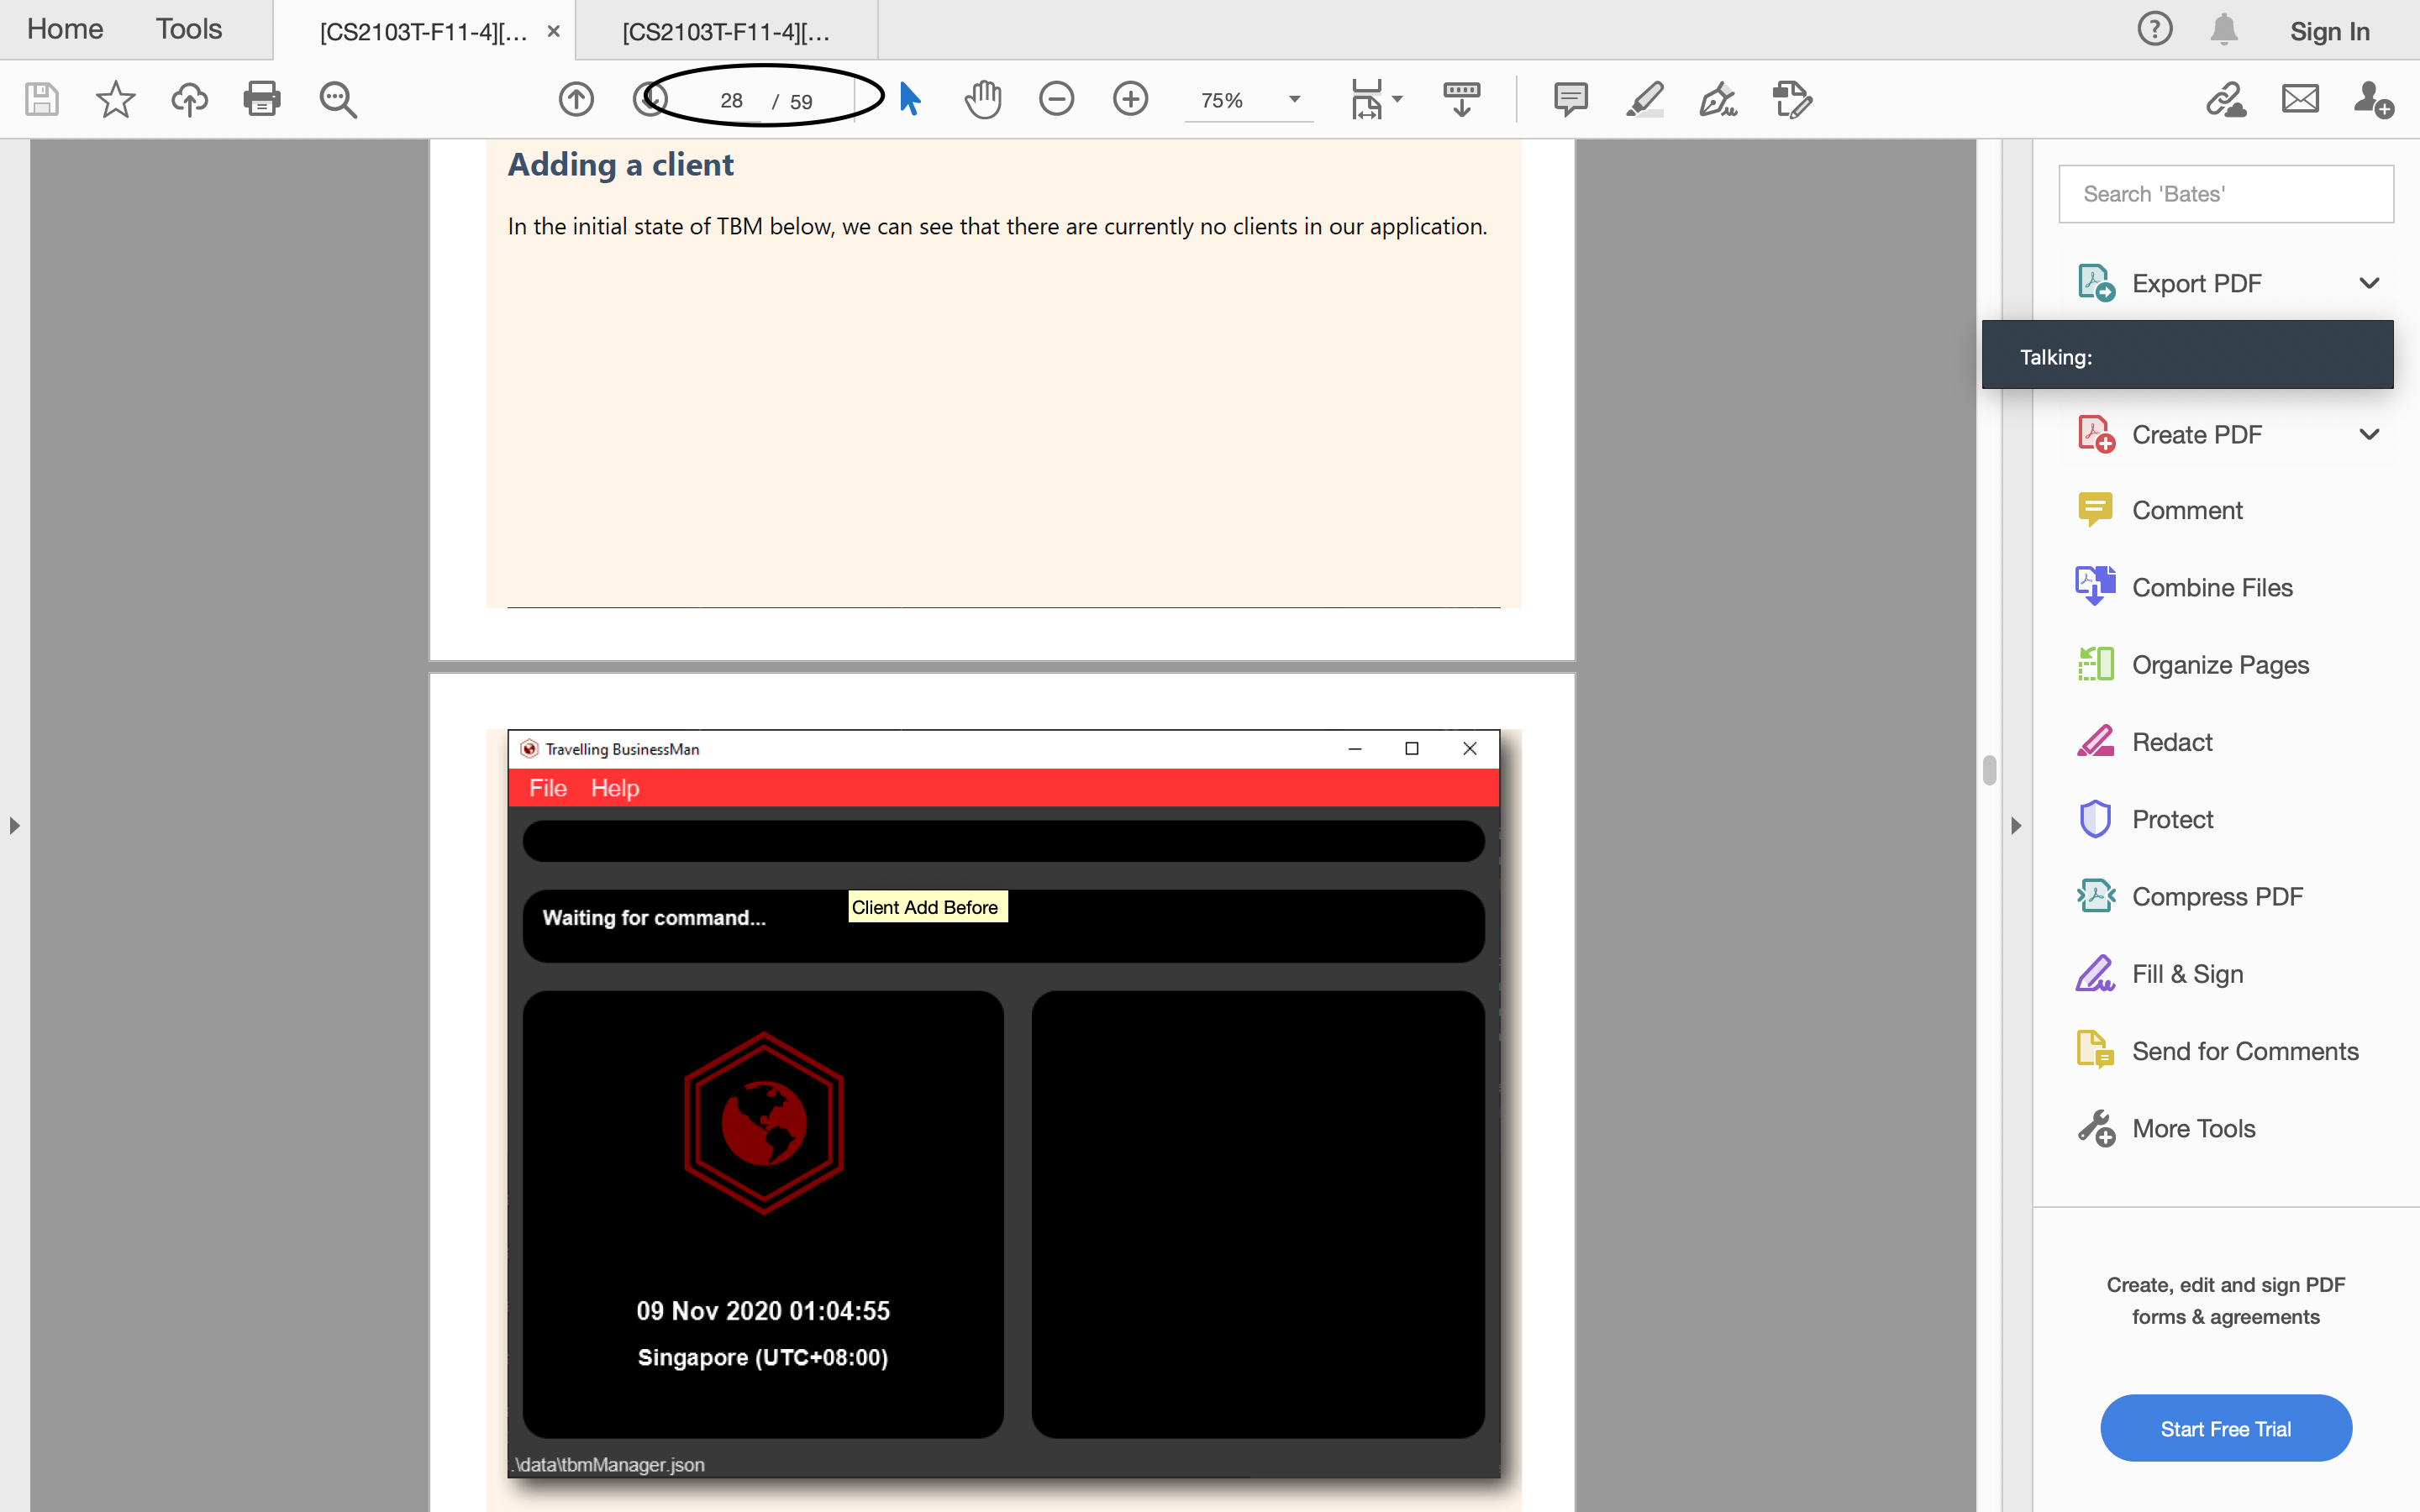 Home Tools [CS2103T-F11-4][... × [CS2103T-F11-4][... Sign In
28 / 59 75%
Adding a client
In the initial state of TBM below, we can see that there are currently no clients in our application.
Travelling BusinessMan
File Help
Waiting for command...
Client Add Before
09 Nov 2020 01:04:55
Singapore (UTC+08:00)
.\data\tbmManager.json
Search 'Bates'
Export PDF
Talking:
Create PDF
Comment
Combine Files
Organize Pages
Redact
Protect
Compress PDF
Fill & Sign
Send for Comments
More Tools
Create, edit and sign PDF
forms & agreements
Start Free Trial